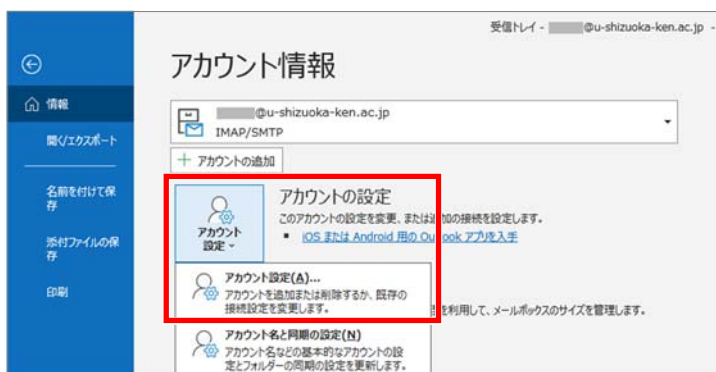 受信トレイ - @u-shizuoka-ken.ac.jp -
アカウント情報
情報
開く/エクスポート
名前を付けて保
存
添付ファイルの保
存
印刷
@u-shizuoka-ken.ac.jp
IMAP/SMTP
アカウントの追加
アカウント
設定
アカウントの設定
このアカウントの設定を変更、または追加の接続を設定します。
iOS または Android 用の Outlook アプリを入手
アカウント設定(A)...
アカウントを追加または削除するか、既存の
接続設定を変更します。
を利用して、メールボックスのサイズを管理します。
アカウント名と同期の設定(N)
アカウント名などの基本的なアカウントの設
定とフォルダーの同期の設定を更新します。